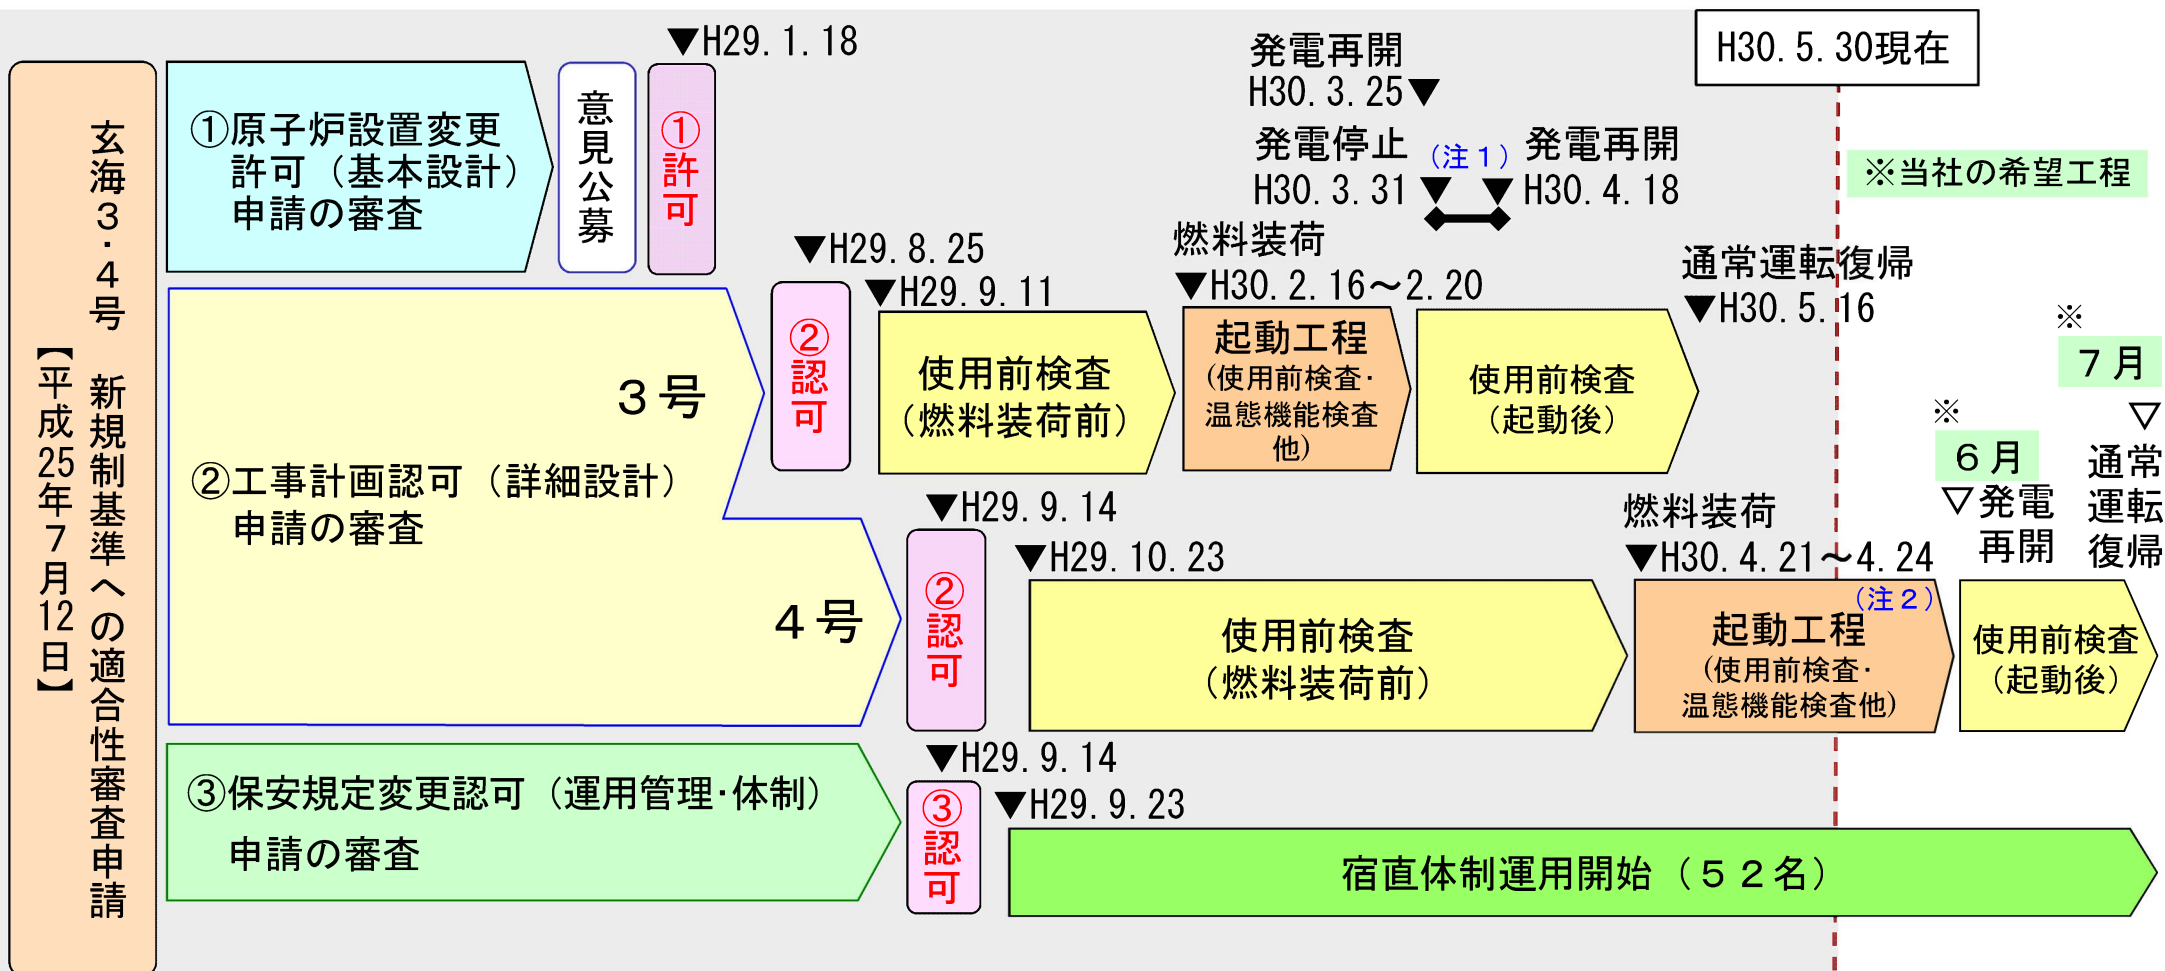 玄海３・４号　新規制基準への適合性審査申請
【平成25年７月12日】
①原子炉設置変更
許可（基本設計）
申請の審査
意見公募
▼H29.1.18
①許可
②工事計画認可（詳細設計）
申請の審査
３号
４号
▼H29.8.25
②認可
▼H29.9.11
使用前検査
（燃料装荷前）
燃料装荷
▼H30.2.16～2.20
起動工程
(使用前検査・
温態機能検査
他)
発電再開
H30.3.25▼
発電停止
H30.3.31▼
（注１）
発電再開
▼H30.4.18
使用前検査
（起動後）
通常運転復帰
▼H30.5.16
H30.5.30現在
※当社の希望工程
▼H29.9.14
②認可
▼H29.10.23
使用前検査
（燃料装荷前）
燃料装荷
▼H30.4.21～4.24
（注２）
起動工程
(使用前検査・
温態機能検査他)
※
６月
▽発電
再開
※
７月
▽
通常
運転
復帰
使用前検査
（起動後）
③保安規定変更認可（運用管理・体制）
申請の審査
▼H29.9.14
③認可
▼H29.9.23
宿直体制運用開始（５２名）